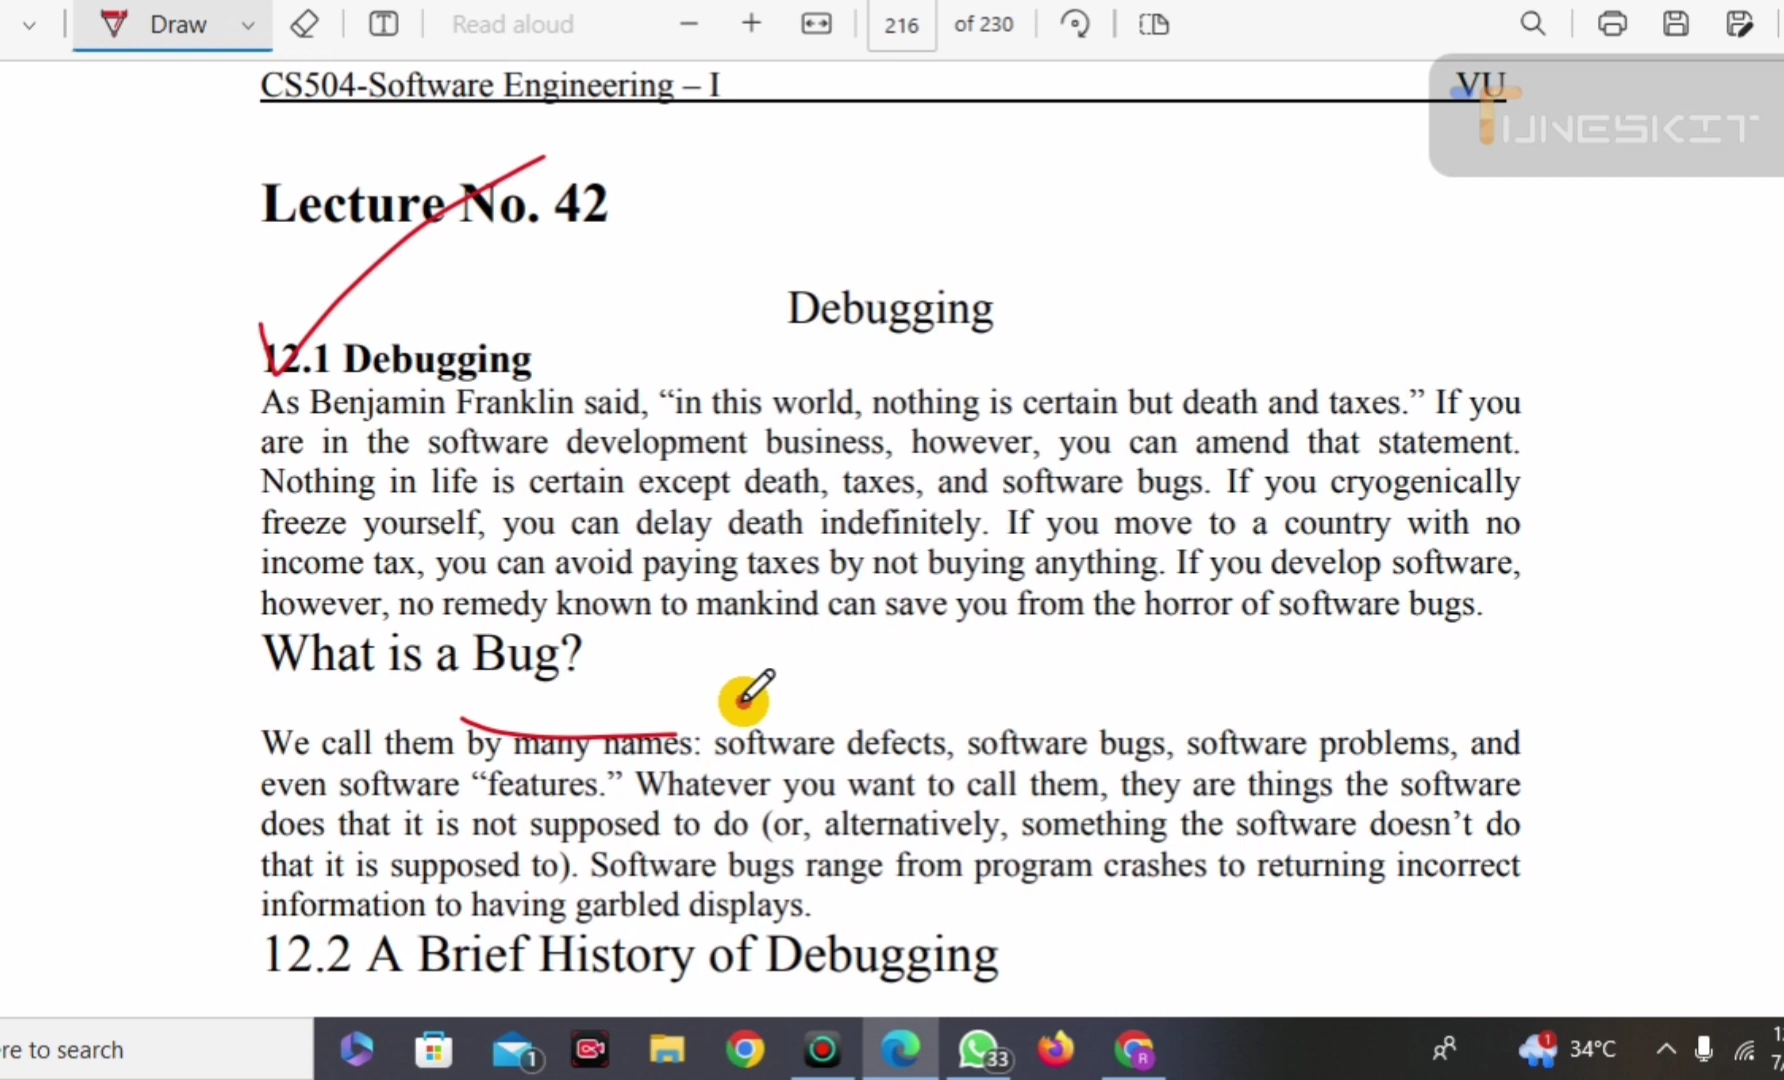 Draw
Read aloud
216
of 230
CS504-Software Engineering – I
VU
TUNESKIT
Lecture No. 42
Debugging
12.1 Debugging
As Benjamin Franklin said, “in this world, nothing is certain but death and taxes.” If you
are in the software development business, however, you can amend that statement.
Nothing in life is certain except death, taxes, and software bugs. If you cryogenically
freeze yourself, you can delay death indefinitely. If you move to a country with no
income tax, you can avoid paying taxes by not buying anything. If you develop software,
however, no remedy known to mankind can save you from the horror of software bugs.
What is a Bug?
We call them by many names: software defects, software bugs, software problems, and
even software “features.” Whatever you want to call them, they are things the software
does that it is not supposed to do (or, alternatively, something the software doesn’t do
that it is supposed to). Software bugs range from program crashes to returning incorrect
information to having garbled displays.
12.2 A Brief History of Debugging
re to search
1
33
R
1
34°C